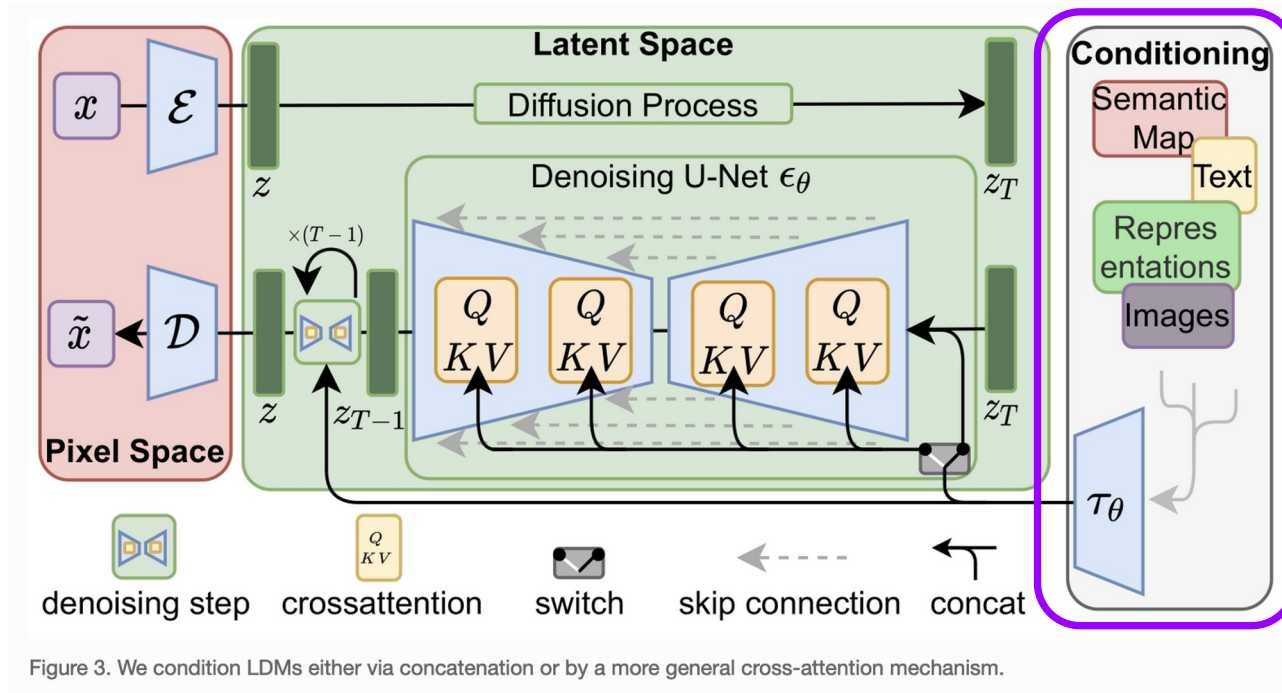 Latent Space
Conditioning
x
ℰ
z
Diffusion Process
z_T
Semantic
Map
Text
Repres
entations
Images
Denoising U-Net ϵ_θ
×(T − 1)
Q
KV
Q
KV
Q
KV
Q
KV
x̃
𝒟
z
z_{T−1}
z_T
Pixel Space
τ_θ
Q
KV
denoising step
crossattention
switch
skip connection
concat
Figure 3. We condition LDMs either via concatenation or by a more general cross-attention mechanism.